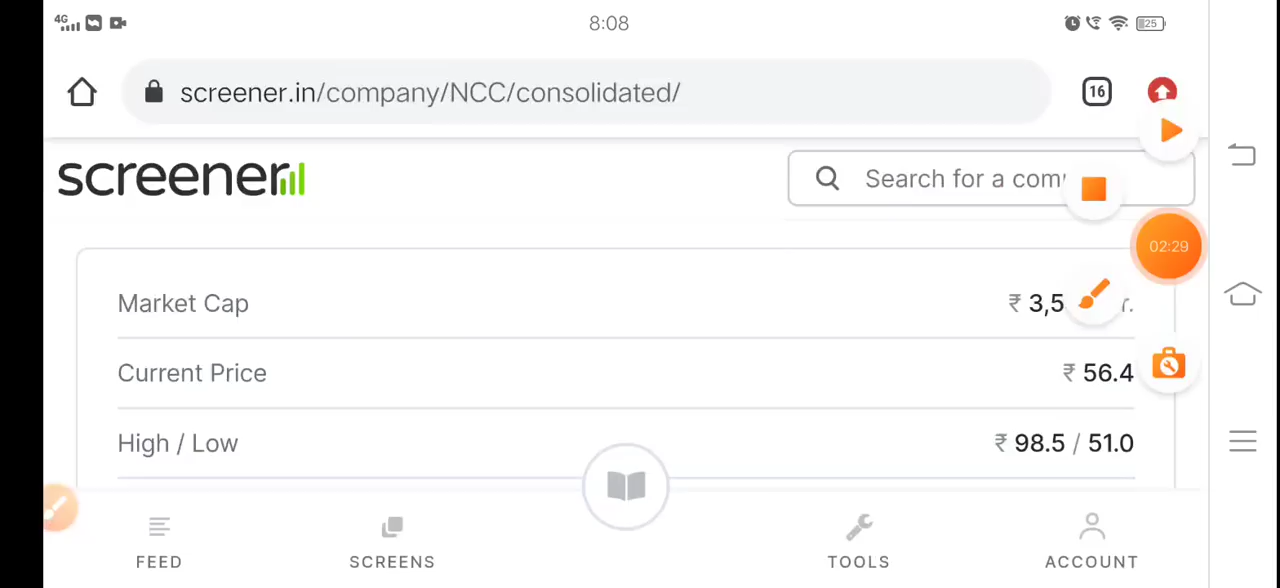 4G
8:08
25
screener.in/company/NCC/consolidated/
16
screener
Search for a com
02:29
Market Cap
₹ 3,5
Current Price
₹ 56.4
High / Low
₹ 98.5 / 51.0
FEED
SCREENS
TOOLS
ACCOUNT